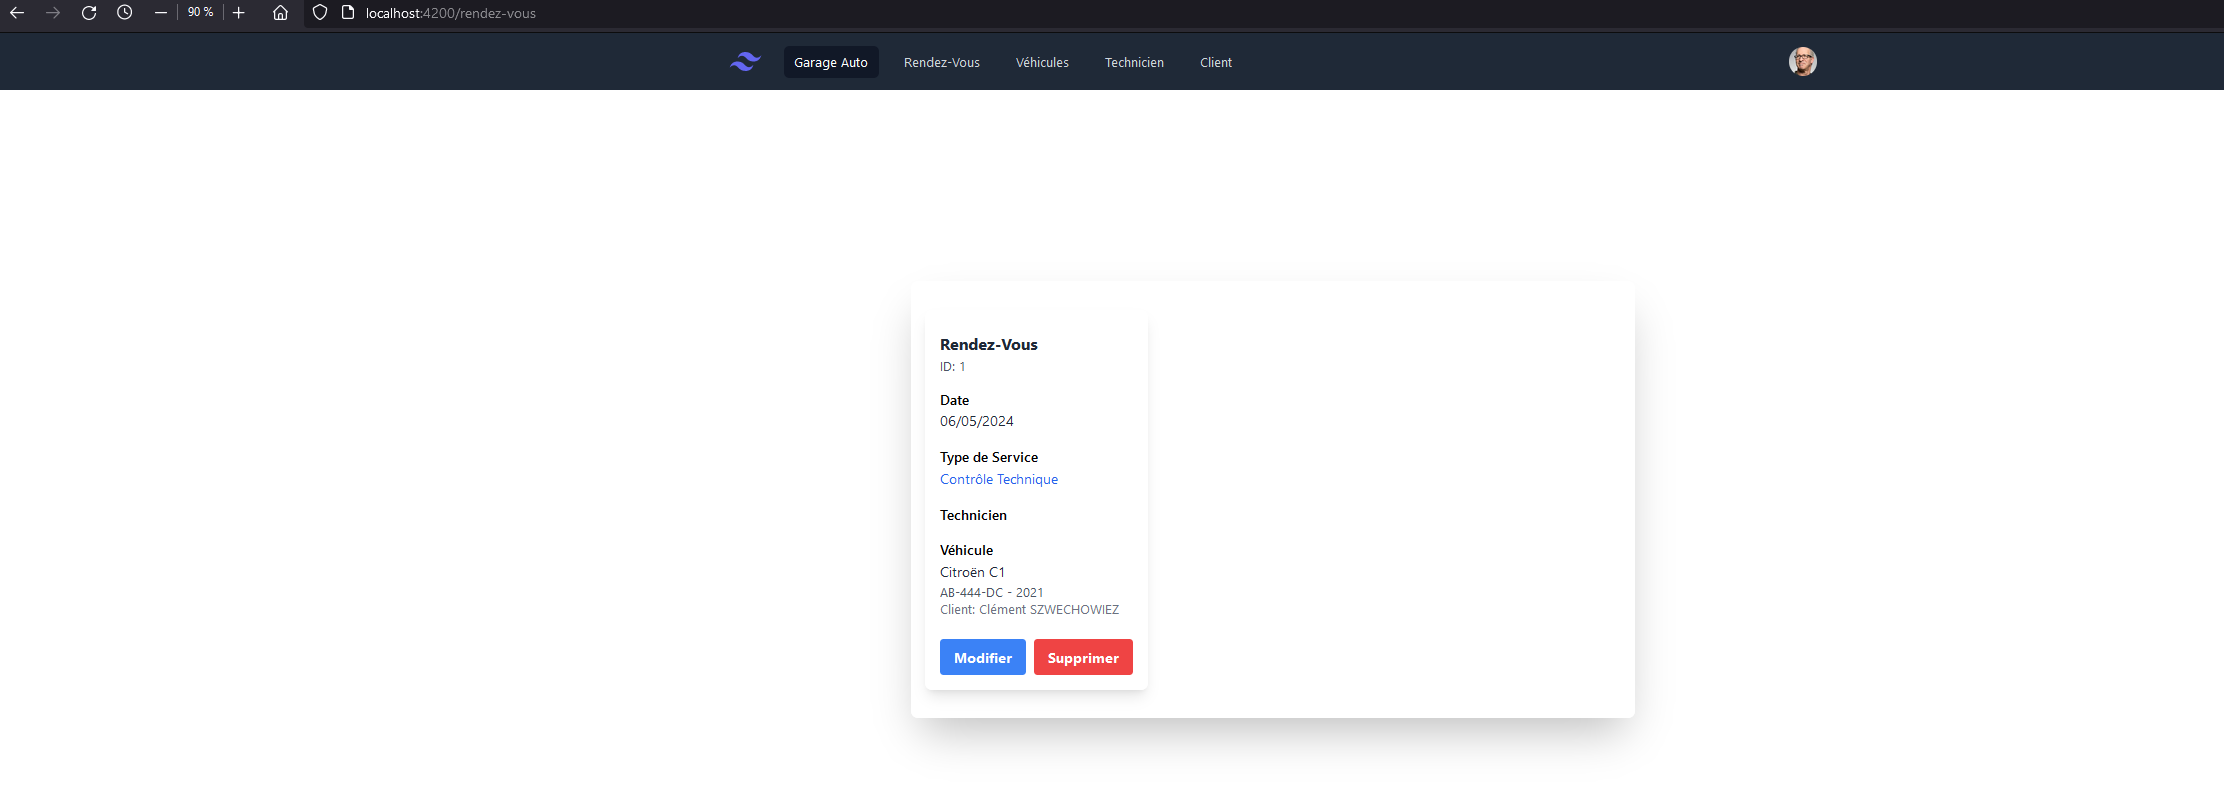 90 %
localhost:4200/rendez-vous
Garage Auto
Rendez-Vous
Véhicules
Technicien
Client
Rendez-Vous
ID: 1
Date
06/05/2024
Type de Service
Contrôle Technique
Technicien
Véhicule
Citroën C1
AB-444-DC - 2021
Client: Clément SZWECHOWIEZ
Modifier
Supprimer